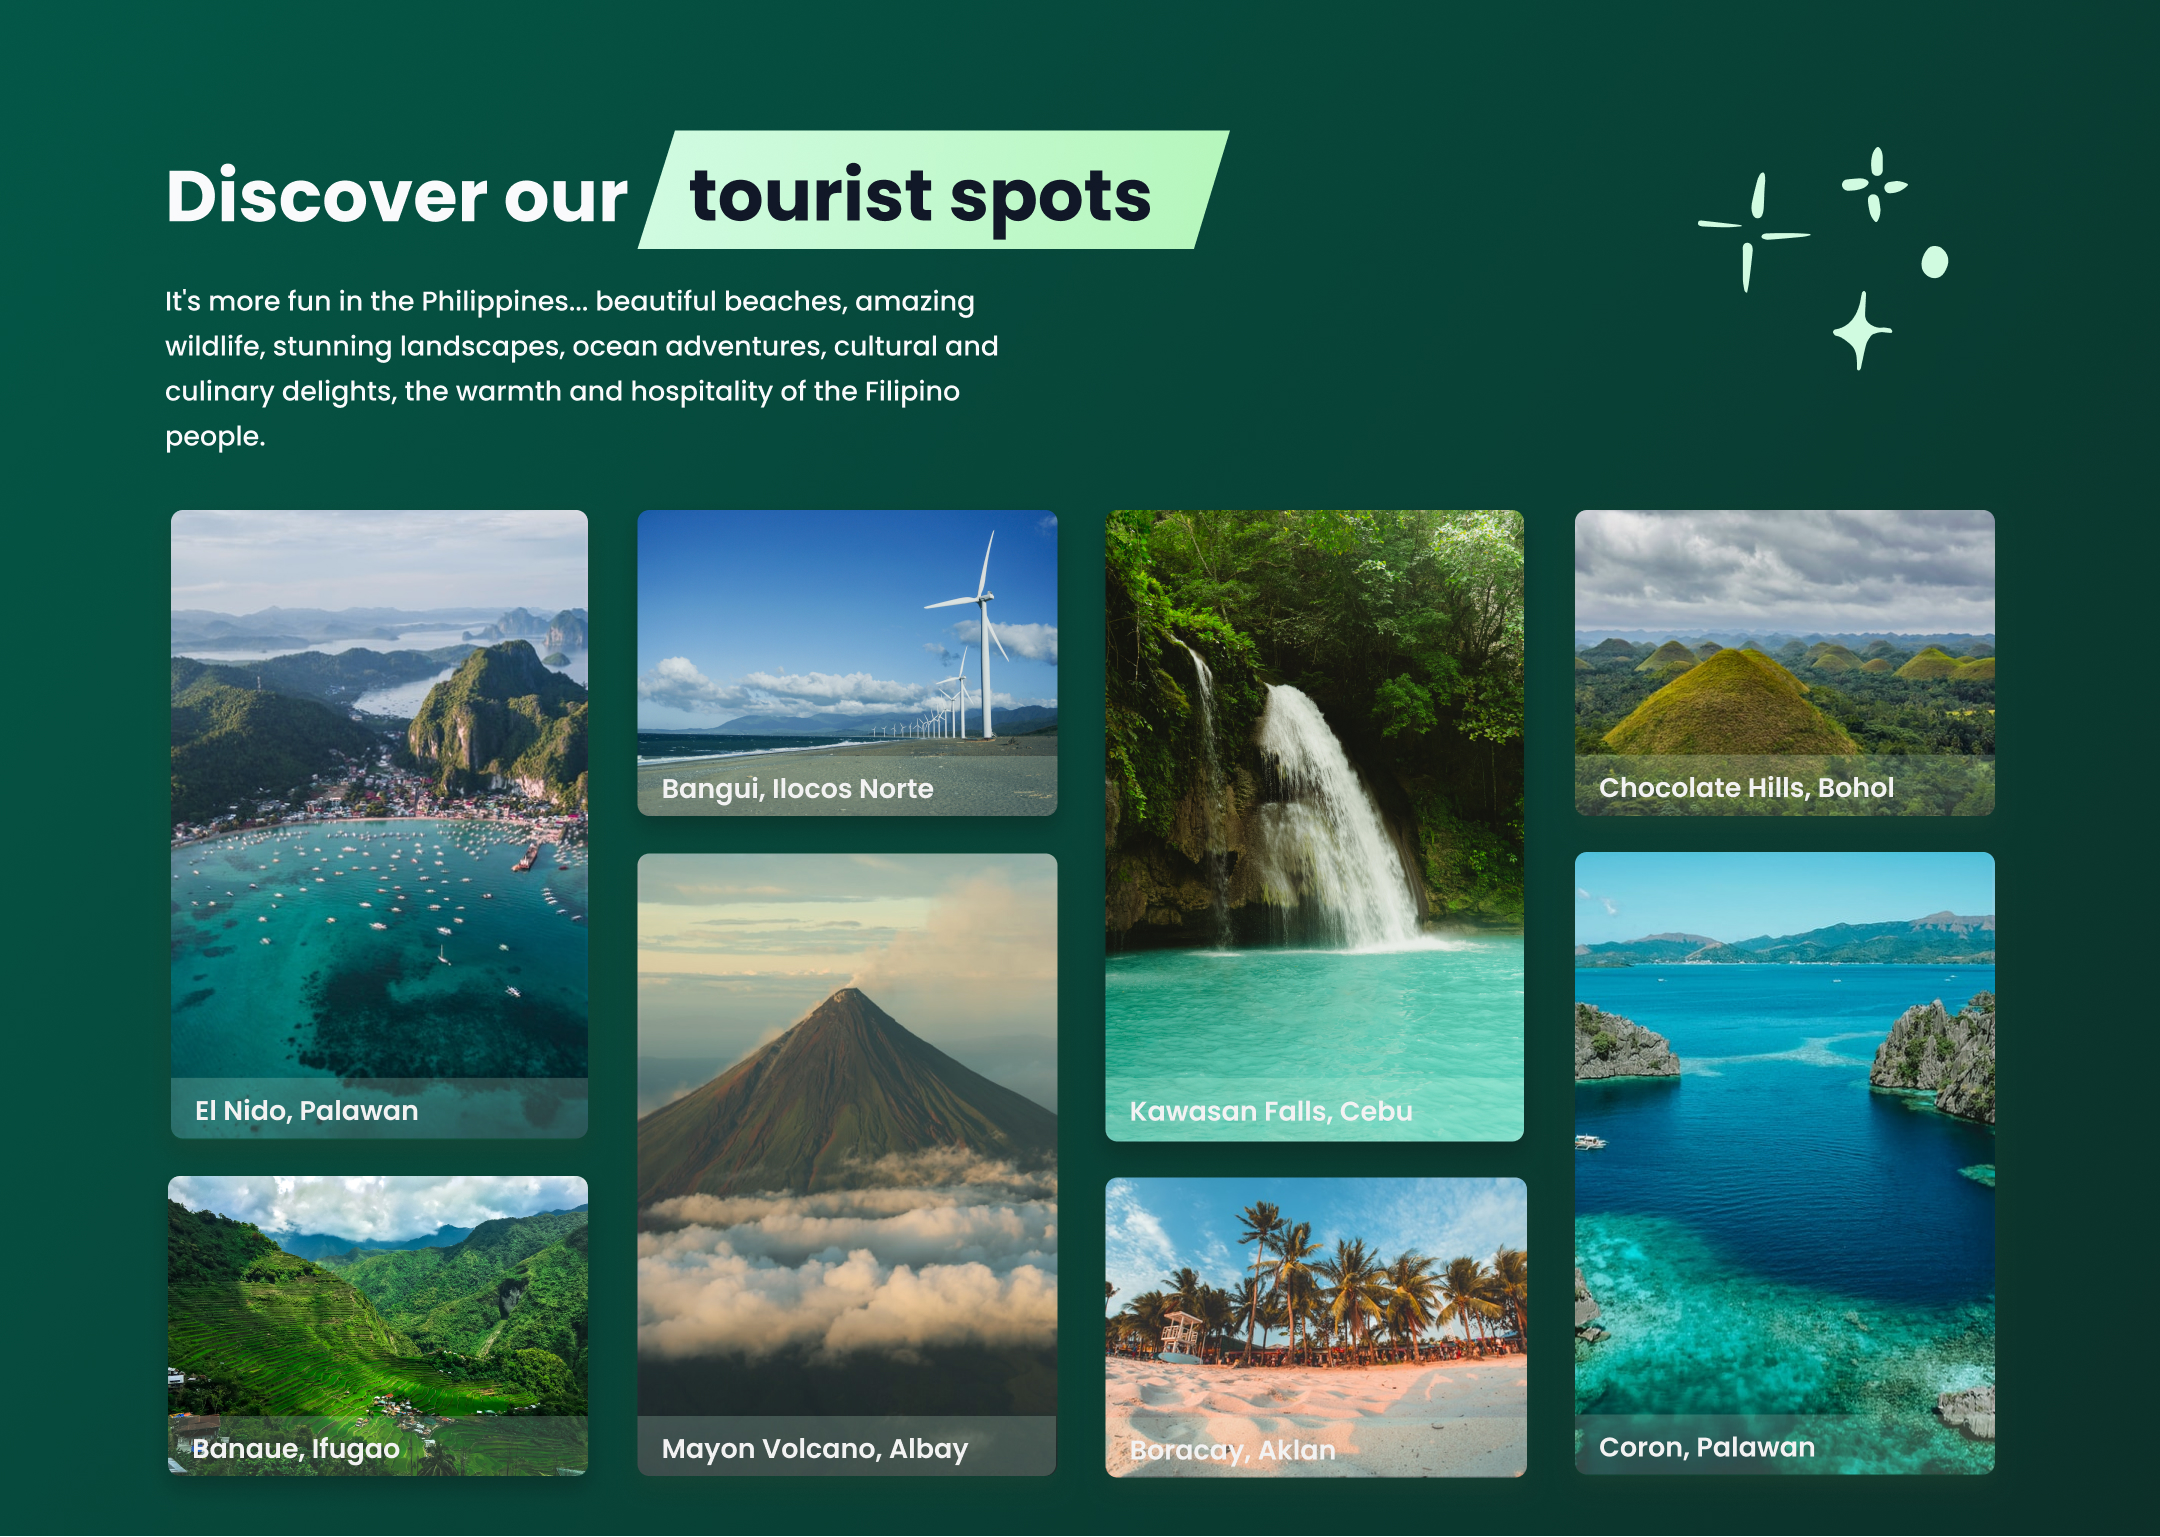 Discover our tourist spots
It's more fun in the Philippines... beautiful beaches, amazing
wildlife, stunning landscapes, ocean adventures, cultural and
culinary delights, the warmth and hospitality of the Filipino
people.
El Nido, Palawan
Banaue, Ifugao
Bangui, Ilocos Norte
Mayon Volcano, Albay
Kawasan Falls, Cebu
Boracay, Aklan
Chocolate Hills, Bohol
Coron, Palawan